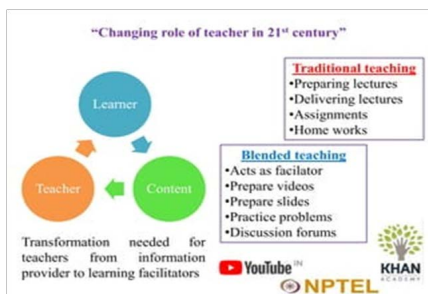 “Changing role of teacher in 21st century”
Learner
Teacher
Content
Transformation needed for
teachers from information
provider to learning facilitators
Traditional teaching
•Preparing lectures
•Delivering lectures
•Assignments
•Home works
Blended teaching
•Acts as facilator
•Prepare videos
•Prepare slides
•Practice problems
•Discussion forums
YouTube IN
KHAN
ACADEMY
NPTEL